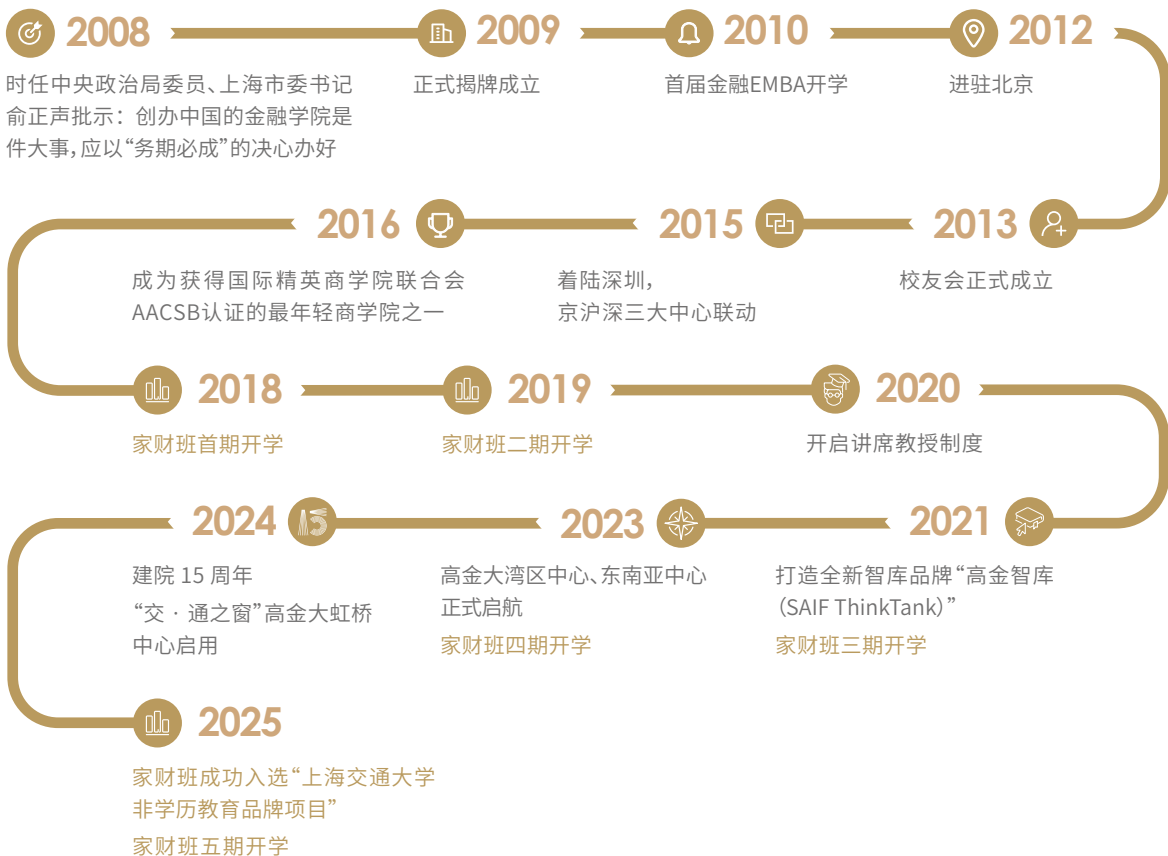 2008
时任中央政治局委员、上海市委书记
俞正声批示：创办中国的金融学院是
件大事，应以“务期必成”的决心办好
2009
正式揭牌成立
2010
首届金融EMBA开学
2012
进驻北京
2013
校友会正式成立
2015
着陆深圳，
京沪深三大中心联动
2016
成为获得国际精英商学院联合会
AACSB认证的最年轻商学院之一
2018
家财班首期开学
2019
家财班二期开学
2020
开启讲席教授制度
2021
打造全新智库品牌“高金智库
（SAIF ThinkTank）”
家财班三期开学
2023
高金大湾区中心、东南亚中心
正式启航
家财班四期开学
2024
15
建院 15 周年
“交·通之窗”高金大虹桥
中心启用
2025
家财班成功入选“上海交通大学
非学历教育品牌项目”
家财班五期开学